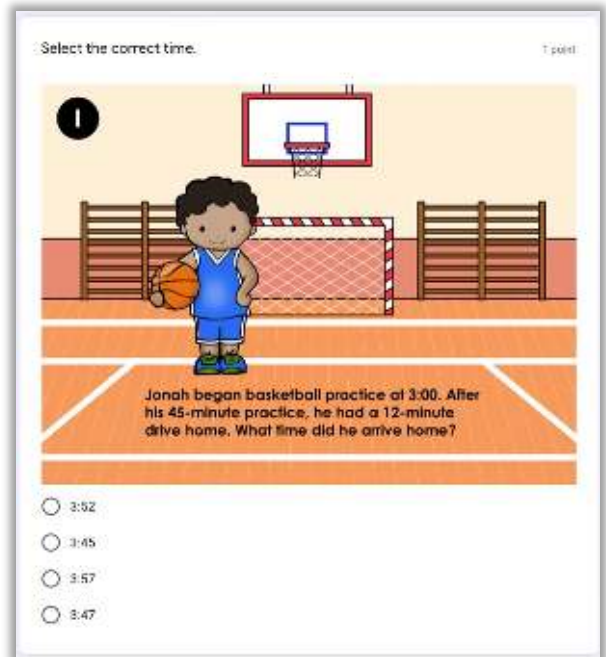 Select the correct time.
1 point
1
Jonah began basketball practice at 3:00. After
his 45-minute practice, he had a 12-minute
drive home. What time did he arrive home?
3:52
3:45
3:57
3:47